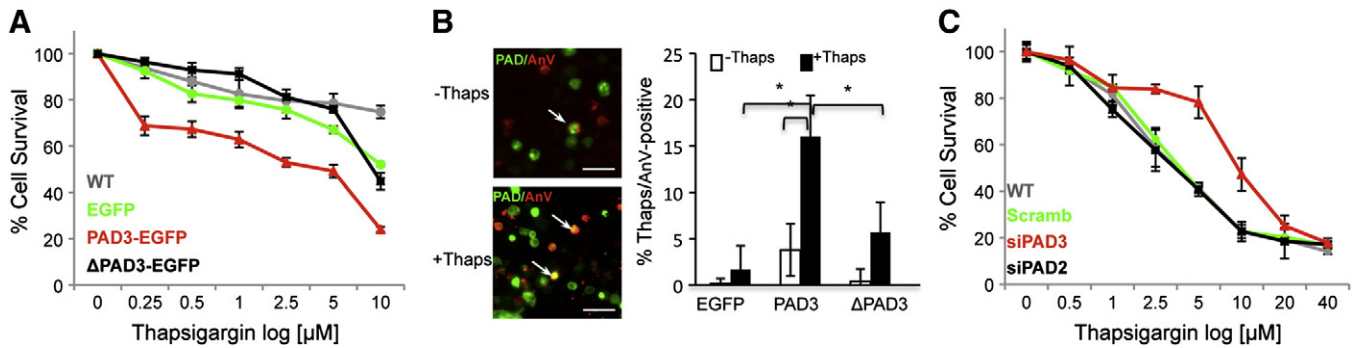 A
% Cell Survival
100
80
60
40
20
0
WT
EGFP
PAD3-EGFP
ΔPAD3-EGFP
0 0.25 0.5 1 2.5 5 10
Thapsigargin log [µM]
B
-Thaps
PAD/AnV
+Thaps
PAD/AnV
% Thaps/AnV-positive
25
20
15
10
5
0
-Thaps +Thaps
* * *
EGFP PAD3 ΔPAD3
C
% Cell Survival
100
80
60
40
20
0
WT
Scramb
siPAD3
siPAD2
0 0.5 1 2.5 5 10 20 40
Thapsigargin log [µM]